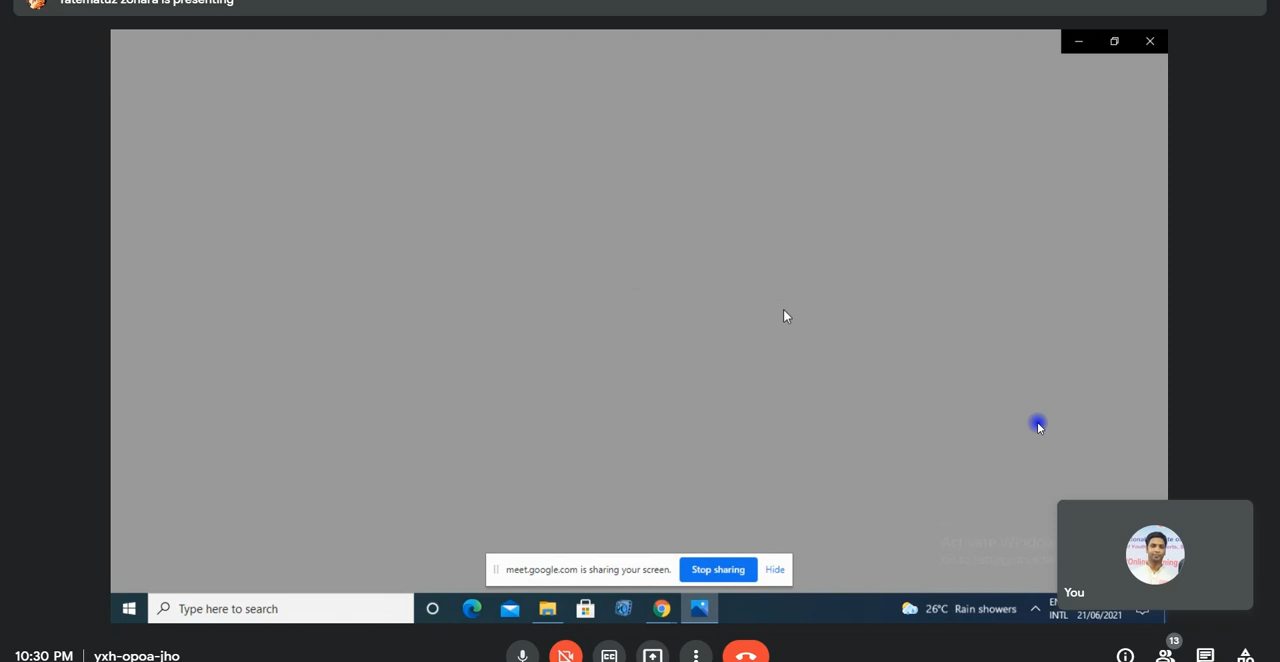 is presenting
meet.google.com is sharing your screen.
Stop sharing
Hide
You
Type here to search
26°C Rain showers
INTL 21/06/2021
13
10:30 PM
yxh-opoa-jho